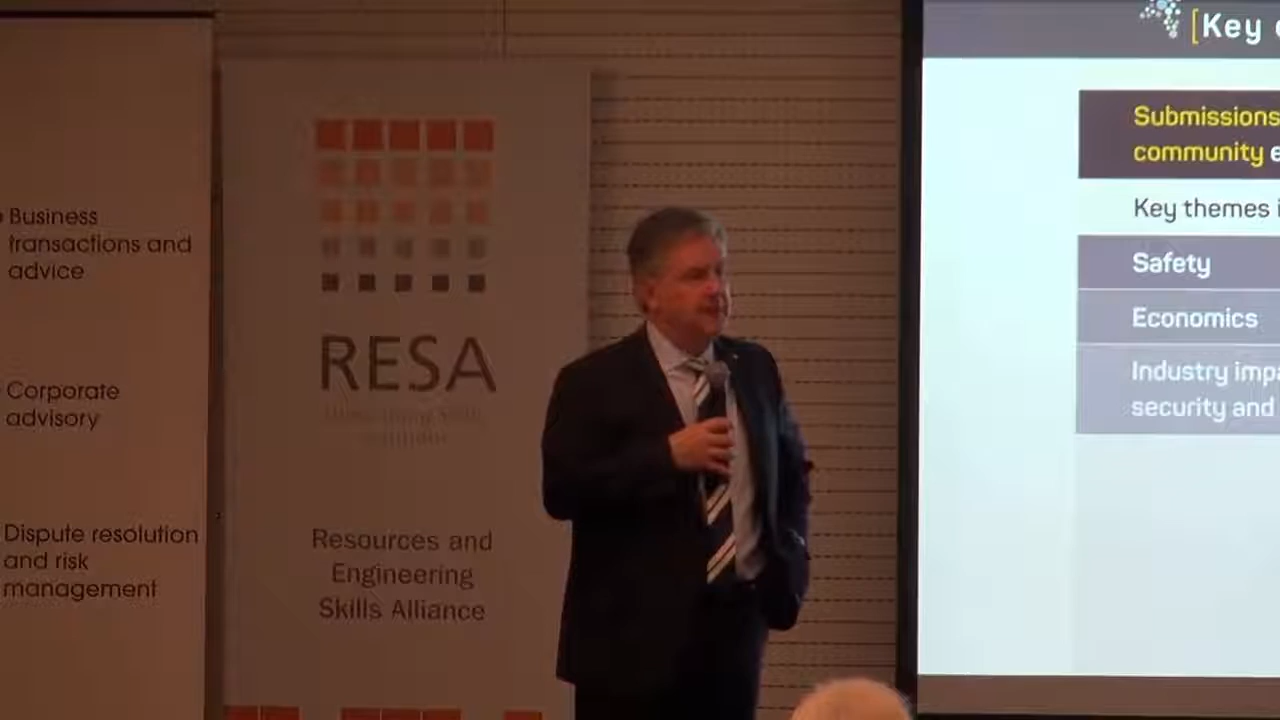 Business
transactions and
advice
Corporate
advisory
Dispute resolution
and risk
management
RESA
Resources and
Engineering
Skills Alliance
[Key
Submissions
community e
Key themes i
Safety
Economics
Industry impa
security and